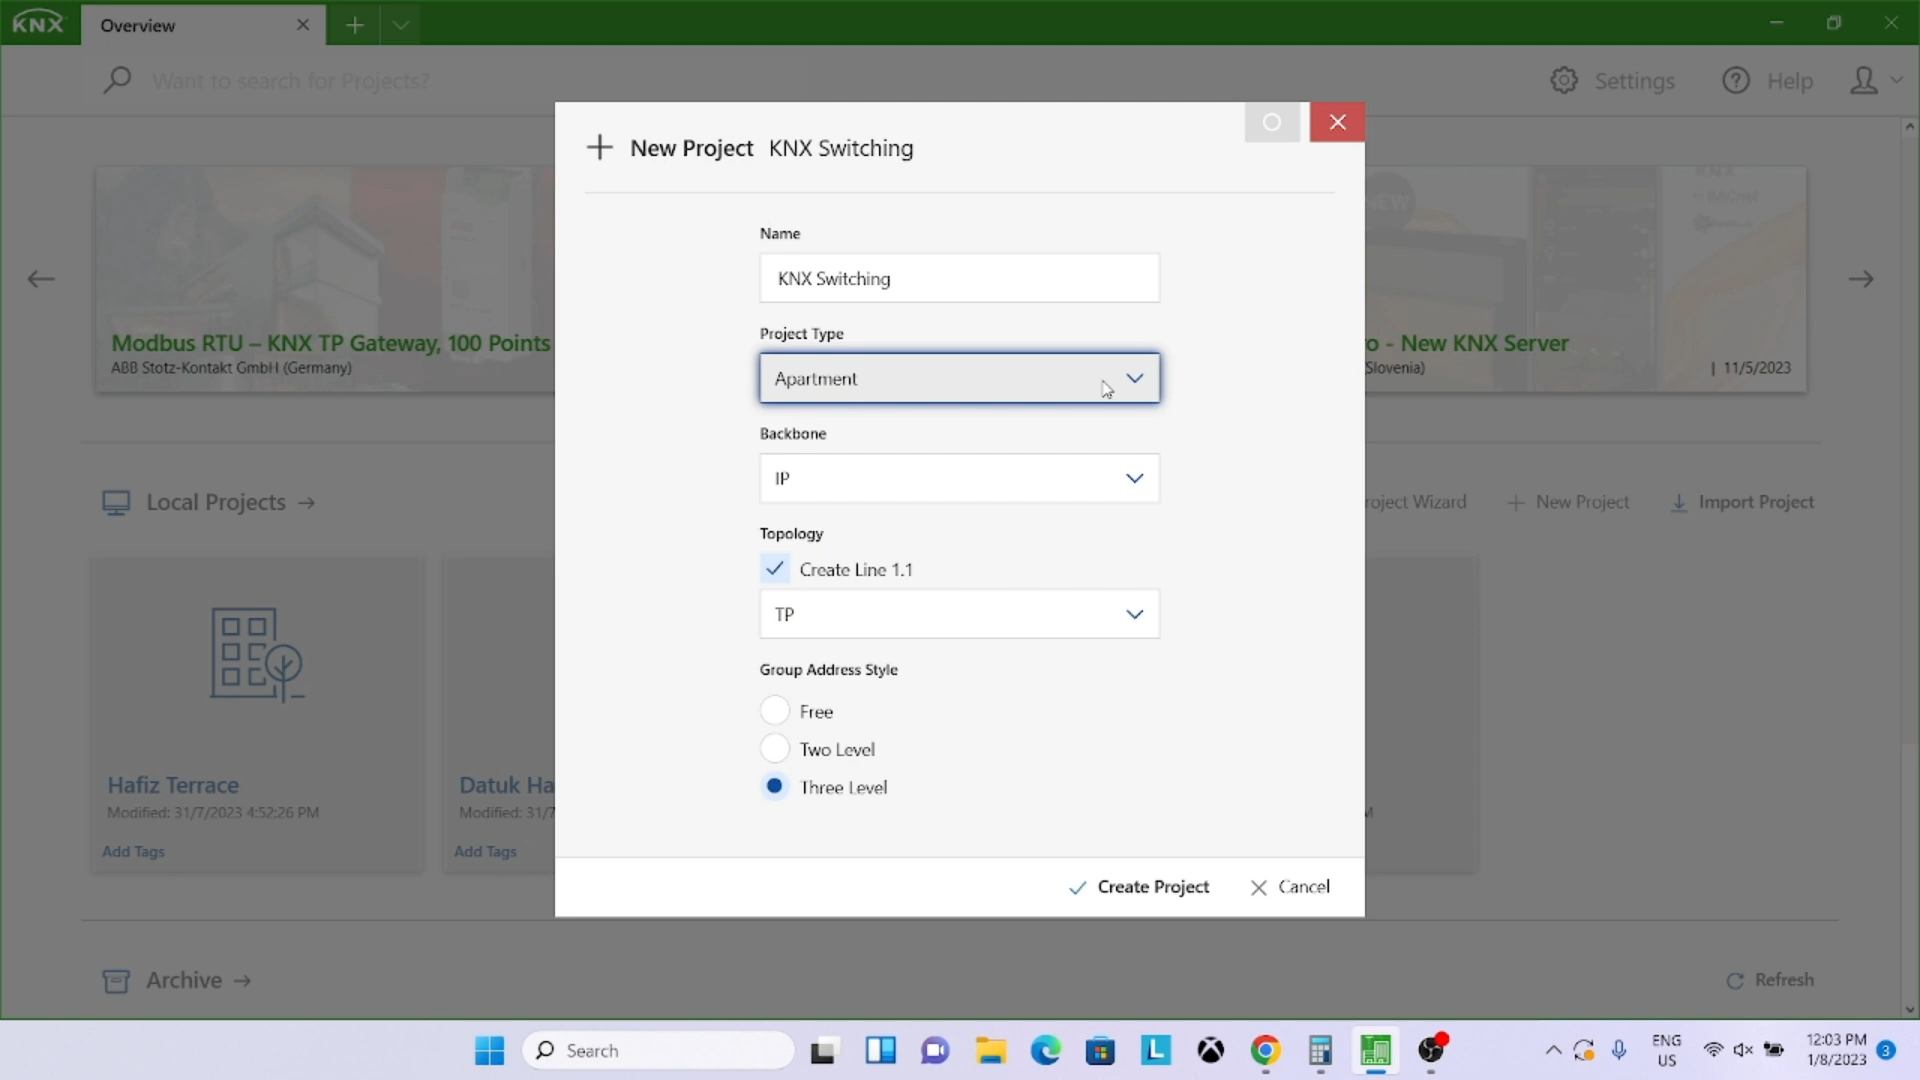 KNX
Overview
Want to search for Projects?
Settings
Help
New Project KNX Switching
Name
KNX Switching
Project Type
Apartment
Backbone
IP
Topology
Create Line 1.1
TP
Group Address Style
Free
Two Level
Three Level
Create Project
Cancel
Modbus RTU – KNX TP Gateway, 100 Points
ABB Stotz-Kontakt GmbH (Germany)
NEW
KNX
o - New KNX Server
Slovenia)
| 11/5/2023
Local Projects
roject Wizard
New Project
Import Project
Hafiz Terrace
Modified: 31/7/2023 4:52:26 PM
Add Tags
Datuk Ha
Modified: 31/7
Add Tags
M
Archive
Refresh
Search
L
ENG
US
12:03 PM
1/8/2023
3